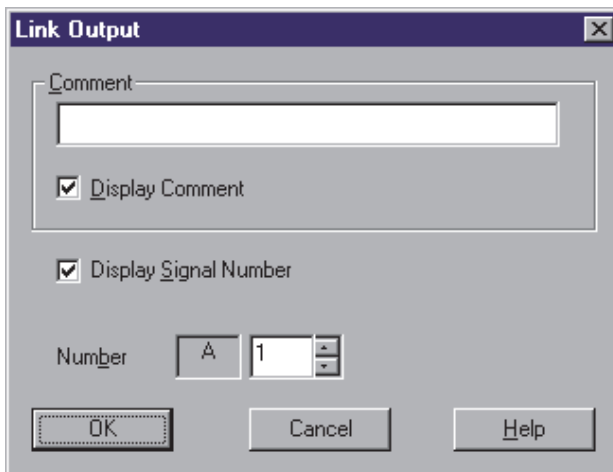 Link Output
Comment
Display Comment
Display Signal Number
Number A 1
OK Cancel Help